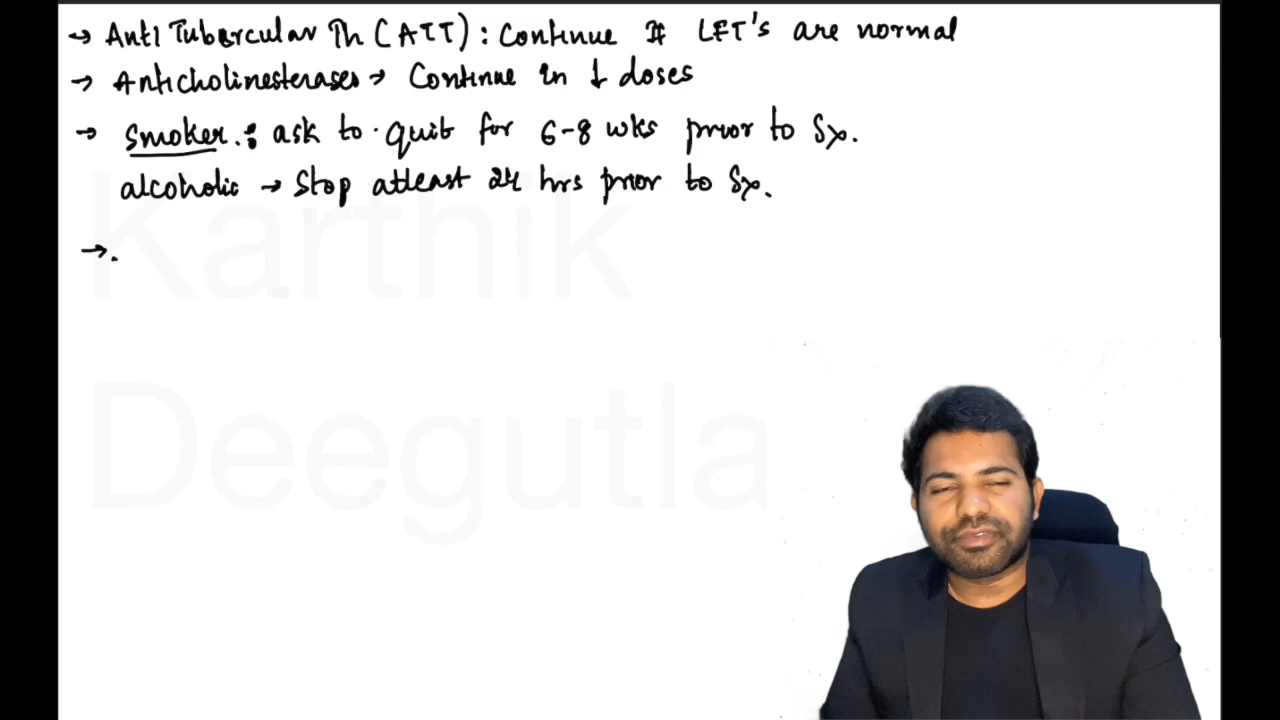 → Anti Tubercular Th (ATT) : Continue If LFT's are normal
→ Anticholinesterases → Continue in ↓ doses
→ Smoker : ask to quit for 6-8 wks prior to Sx.
alcoholic → Stop atleast 24 hrs prior to Sx.
→
Karthik
Deegutla